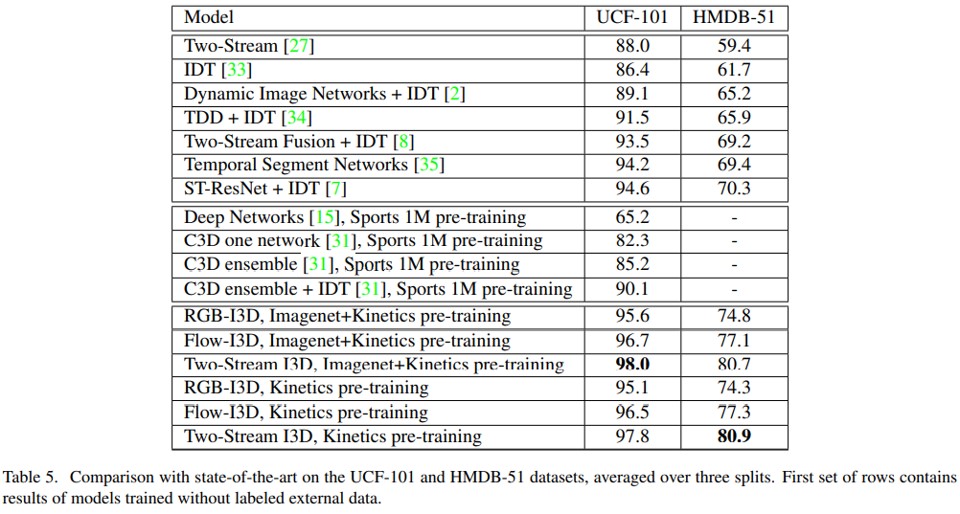 Model UCF-101 HMDB-51
Two-Stream [27] 88.0 59.4
IDT [33] 86.4 61.7
Dynamic Image Networks + IDT [2] 89.1 65.2
TDD + IDT [34] 91.5 65.9
Two-Stream Fusion + IDT [8] 93.5 69.2
Temporal Segment Networks [35] 94.2 69.4
ST-ResNet + IDT [7] 94.6 70.3
Deep Networks [15], Sports 1M pre-training 65.2 -
C3D one network [31], Sports 1M pre-training 82.3 -
C3D ensemble [31], Sports 1M pre-training 85.2 -
C3D ensemble + IDT [31], Sports 1M pre-training 90.1 -
RGB-I3D, Imagenet+Kinetics pre-training 95.6 74.8
Flow-I3D, Imagenet+Kinetics pre-training 96.7 77.1
Two-Stream I3D, Imagenet+Kinetics pre-training 98.0 80.7
RGB-I3D, Kinetics pre-training 95.1 74.3
Flow-I3D, Kinetics pre-training 96.5 77.3
Two-Stream I3D, Kinetics pre-training 97.8 80.9
Table 5. Comparison with state-of-the-art on the UCF-101 and HMDB-51 datasets, averaged over three splits. First set of rows contains
results of models trained without labeled external data.